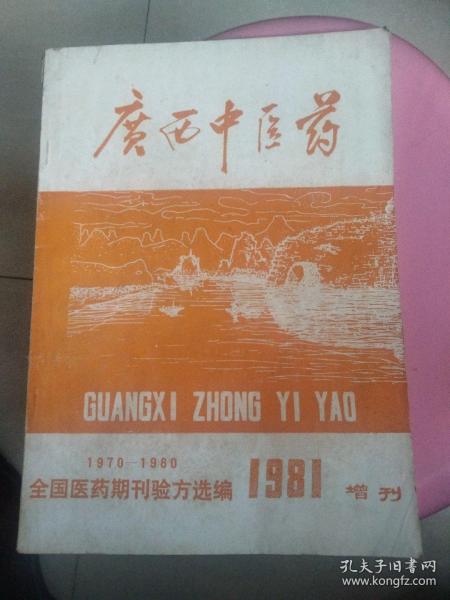 廣西中医药
GUANGXI ZHONG YI YAO
1970—1980
全国医药期刊验方选编 1981 增刊
孔夫子旧书网
www.kongfz.com